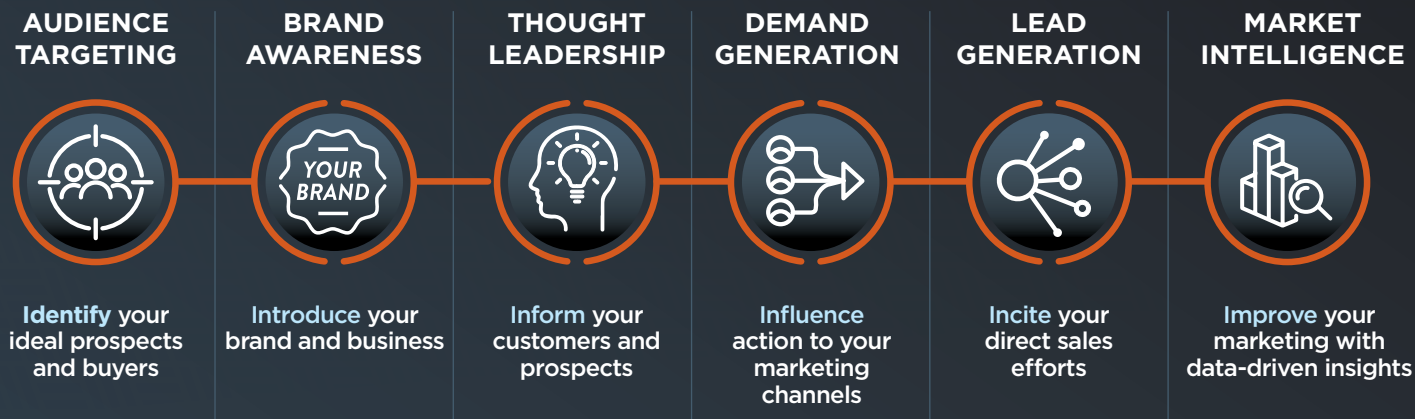 AUDIENCE
TARGETING
Identify your
ideal prospects
and buyers
BRAND
AWARENESS
YOUR
BRAND
Introduce your
brand and business
THOUGHT
LEADERSHIP
Inform your
customers and
prospects
DEMAND
GENERATION
Influence
action to your
marketing
channels
LEAD
GENERATION
Incite your
direct sales
efforts
MARKET
INTELLIGENCE
Improve your
marketing with
data-driven insights